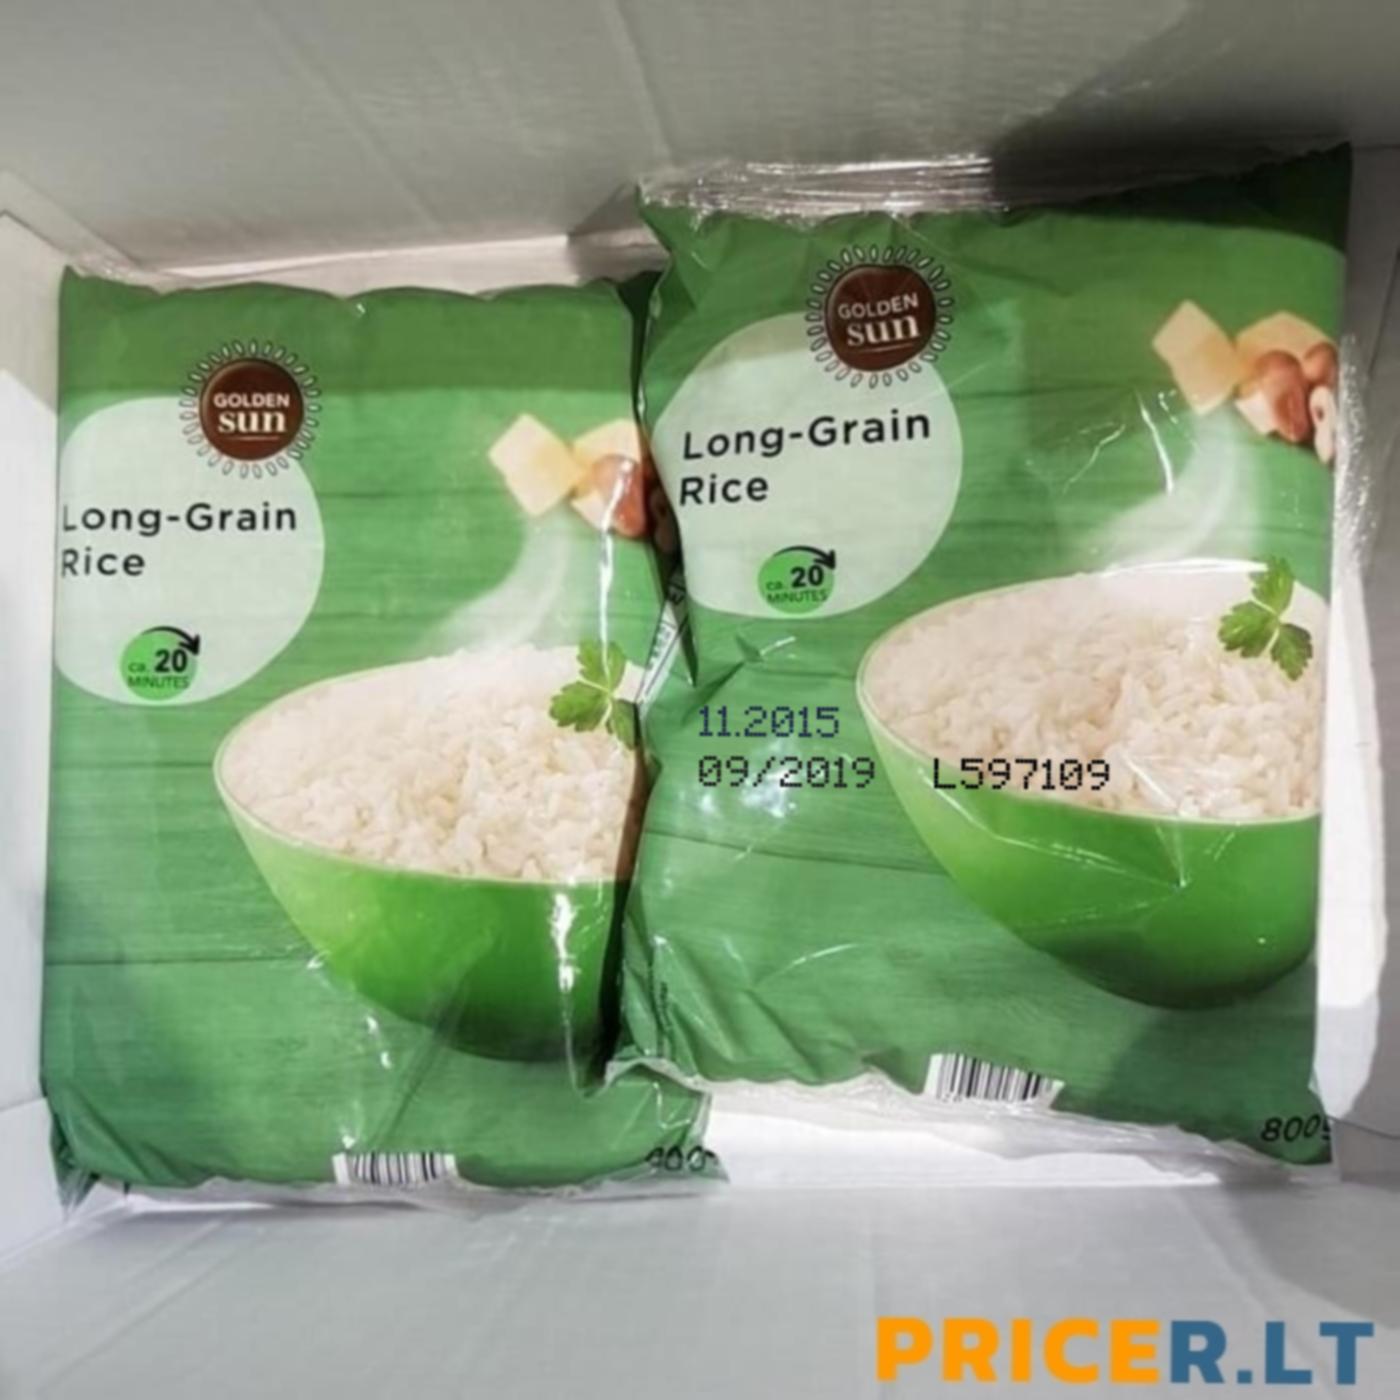 GOLDEN
sun
Long-Grain
Rice
ca. 20
MINUTES
GOLDEN
sun
Long-Grain
Rice
ca. 20
MINUTES
11.2015
09/2019 L597109
800g
PRICER.LT